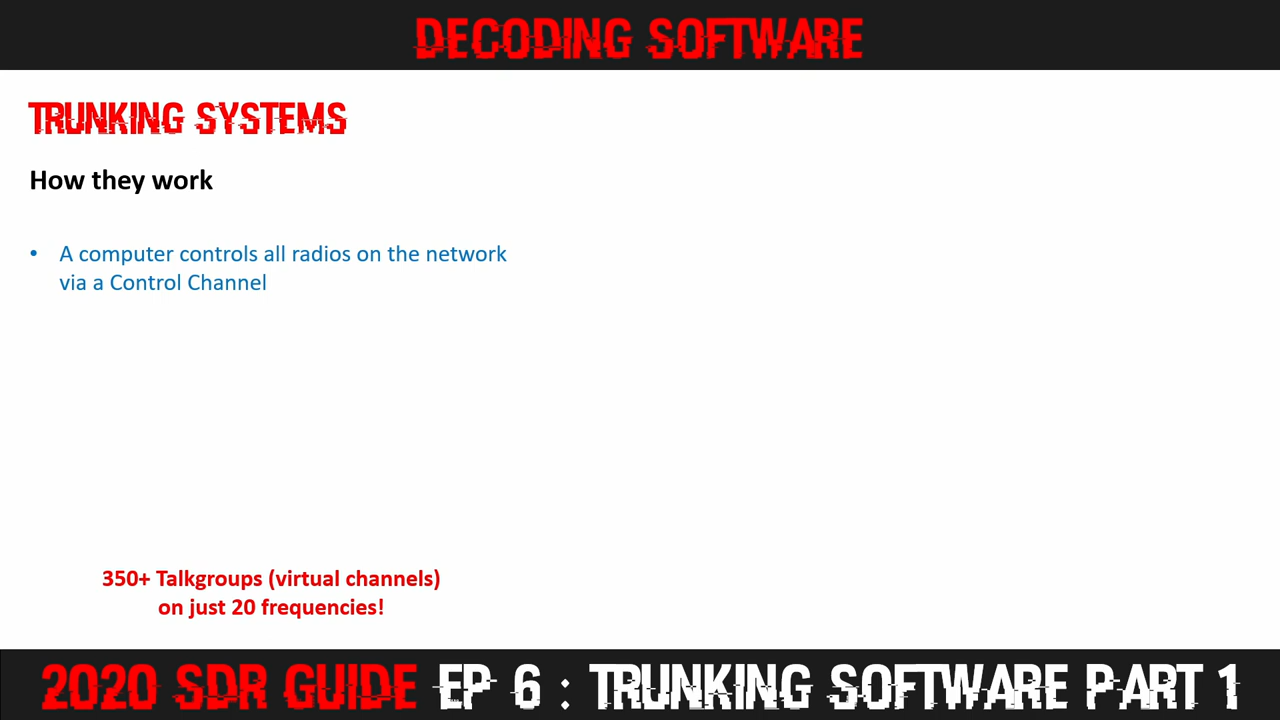 DECODING SOFTWARE
TRUNKING SYSTEMS
How they work
• A computer controls all radios on the network
via a Control Channel
350+ Talkgroups (virtual channels)
on just 20 frequencies!
2020 SDR GUIDE EP 6 : TRUNKING SOFTWARE PART 1